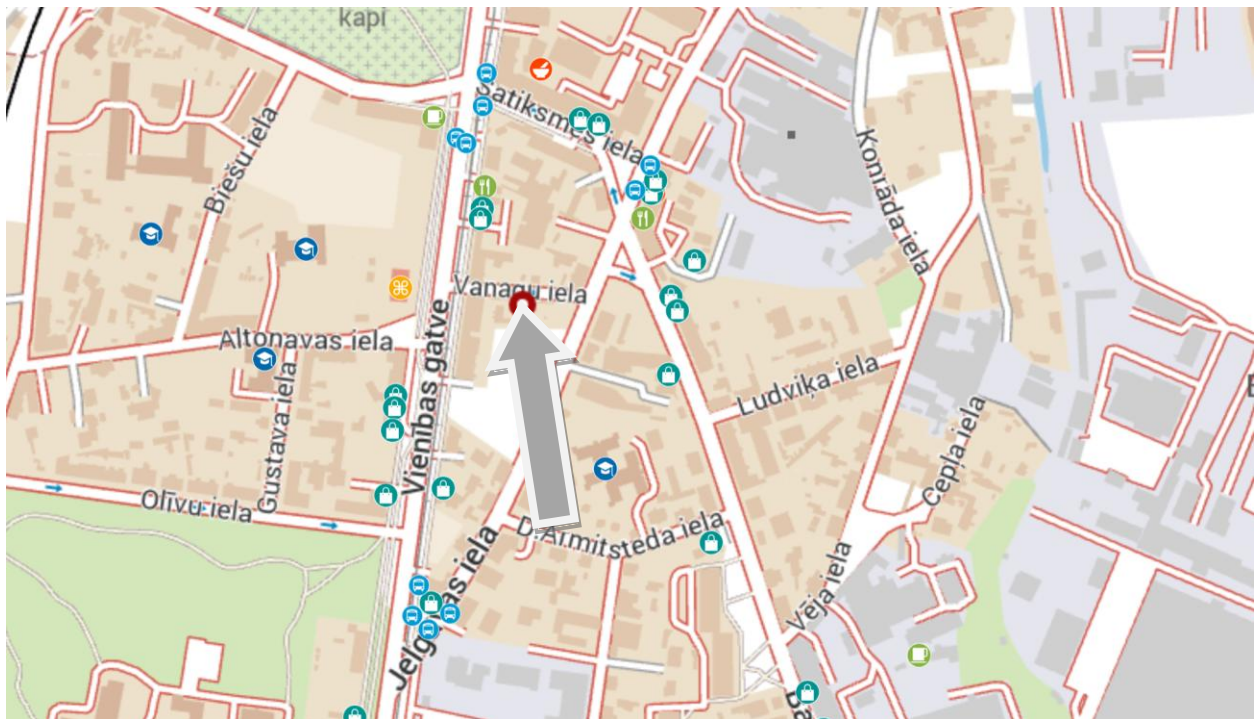 kapi
Satiksmes iela
Biešu iela
Konrāda iela
Vanagu iela
Altonavas iela
Vienības gatve
Gustava iela
Ludviķa iela
Cepļa iela
Olīvu iela
D.Armitsteda iela
Vēja iela
Jelgavas iela